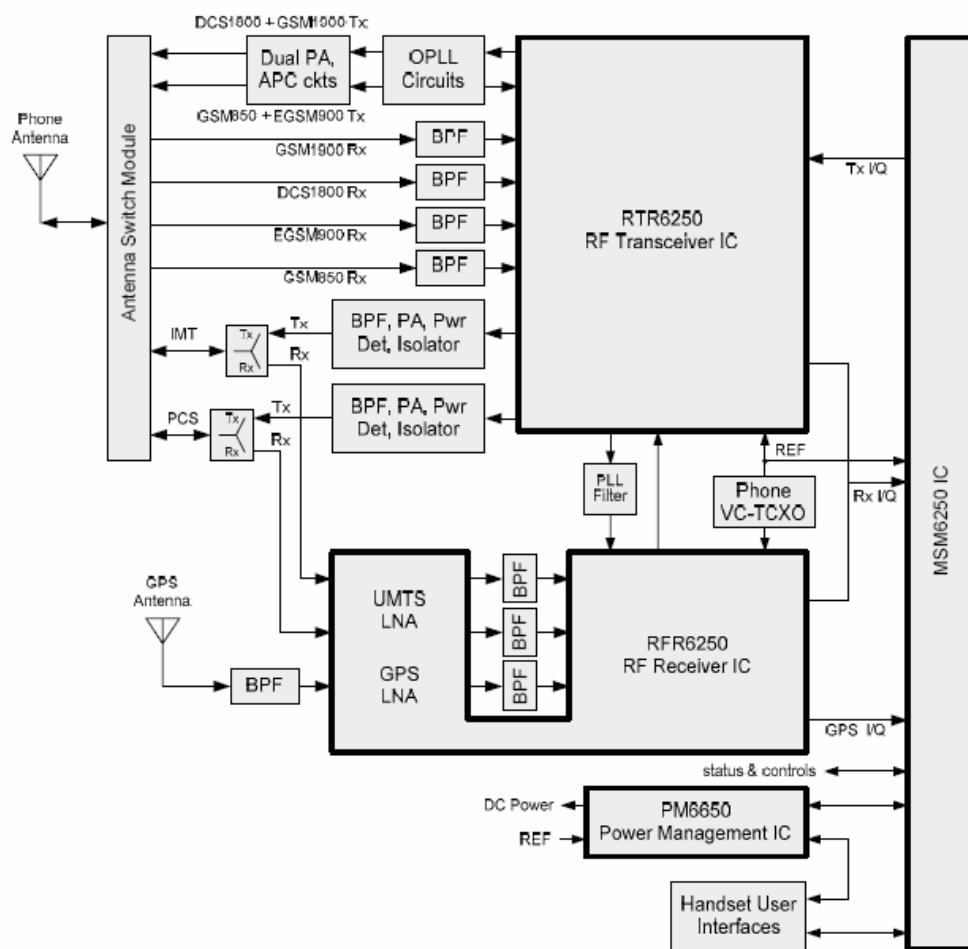 DCS1800 + GSM1900 Tx
Dual PA,
APC ckts
OPLL
Circuits
GSM850 + EGSM900 Tx
Phone
Antenna
Antenna Switch Module
GSM1900 Rx
BPF
DCS1800 Rx
BPF
EGSM900 Rx
BPF
GSM850 Rx
BPF
RTR6250
RF Transceiver IC
Tx I/Q
IMT
Tx
Rx
Tx
Rx
BPF, PA, Pwr
Det, Isolator
PCS
Tx
Rx
Tx
Rx
BPF, PA, Pwr
Det, Isolator
PLL
Filter
Phone
VC-TCXO
REF
Rx I/Q
MSM6250 IC
GPS
Antenna
BPF
UMTS
LNA
GPS
LNA
BPF
BPF
BPF
RFR6250
RF Receiver IC
GPS I/Q
status & controls
DC Power
REF
PM6650
Power Management IC
Handset User
Interfaces